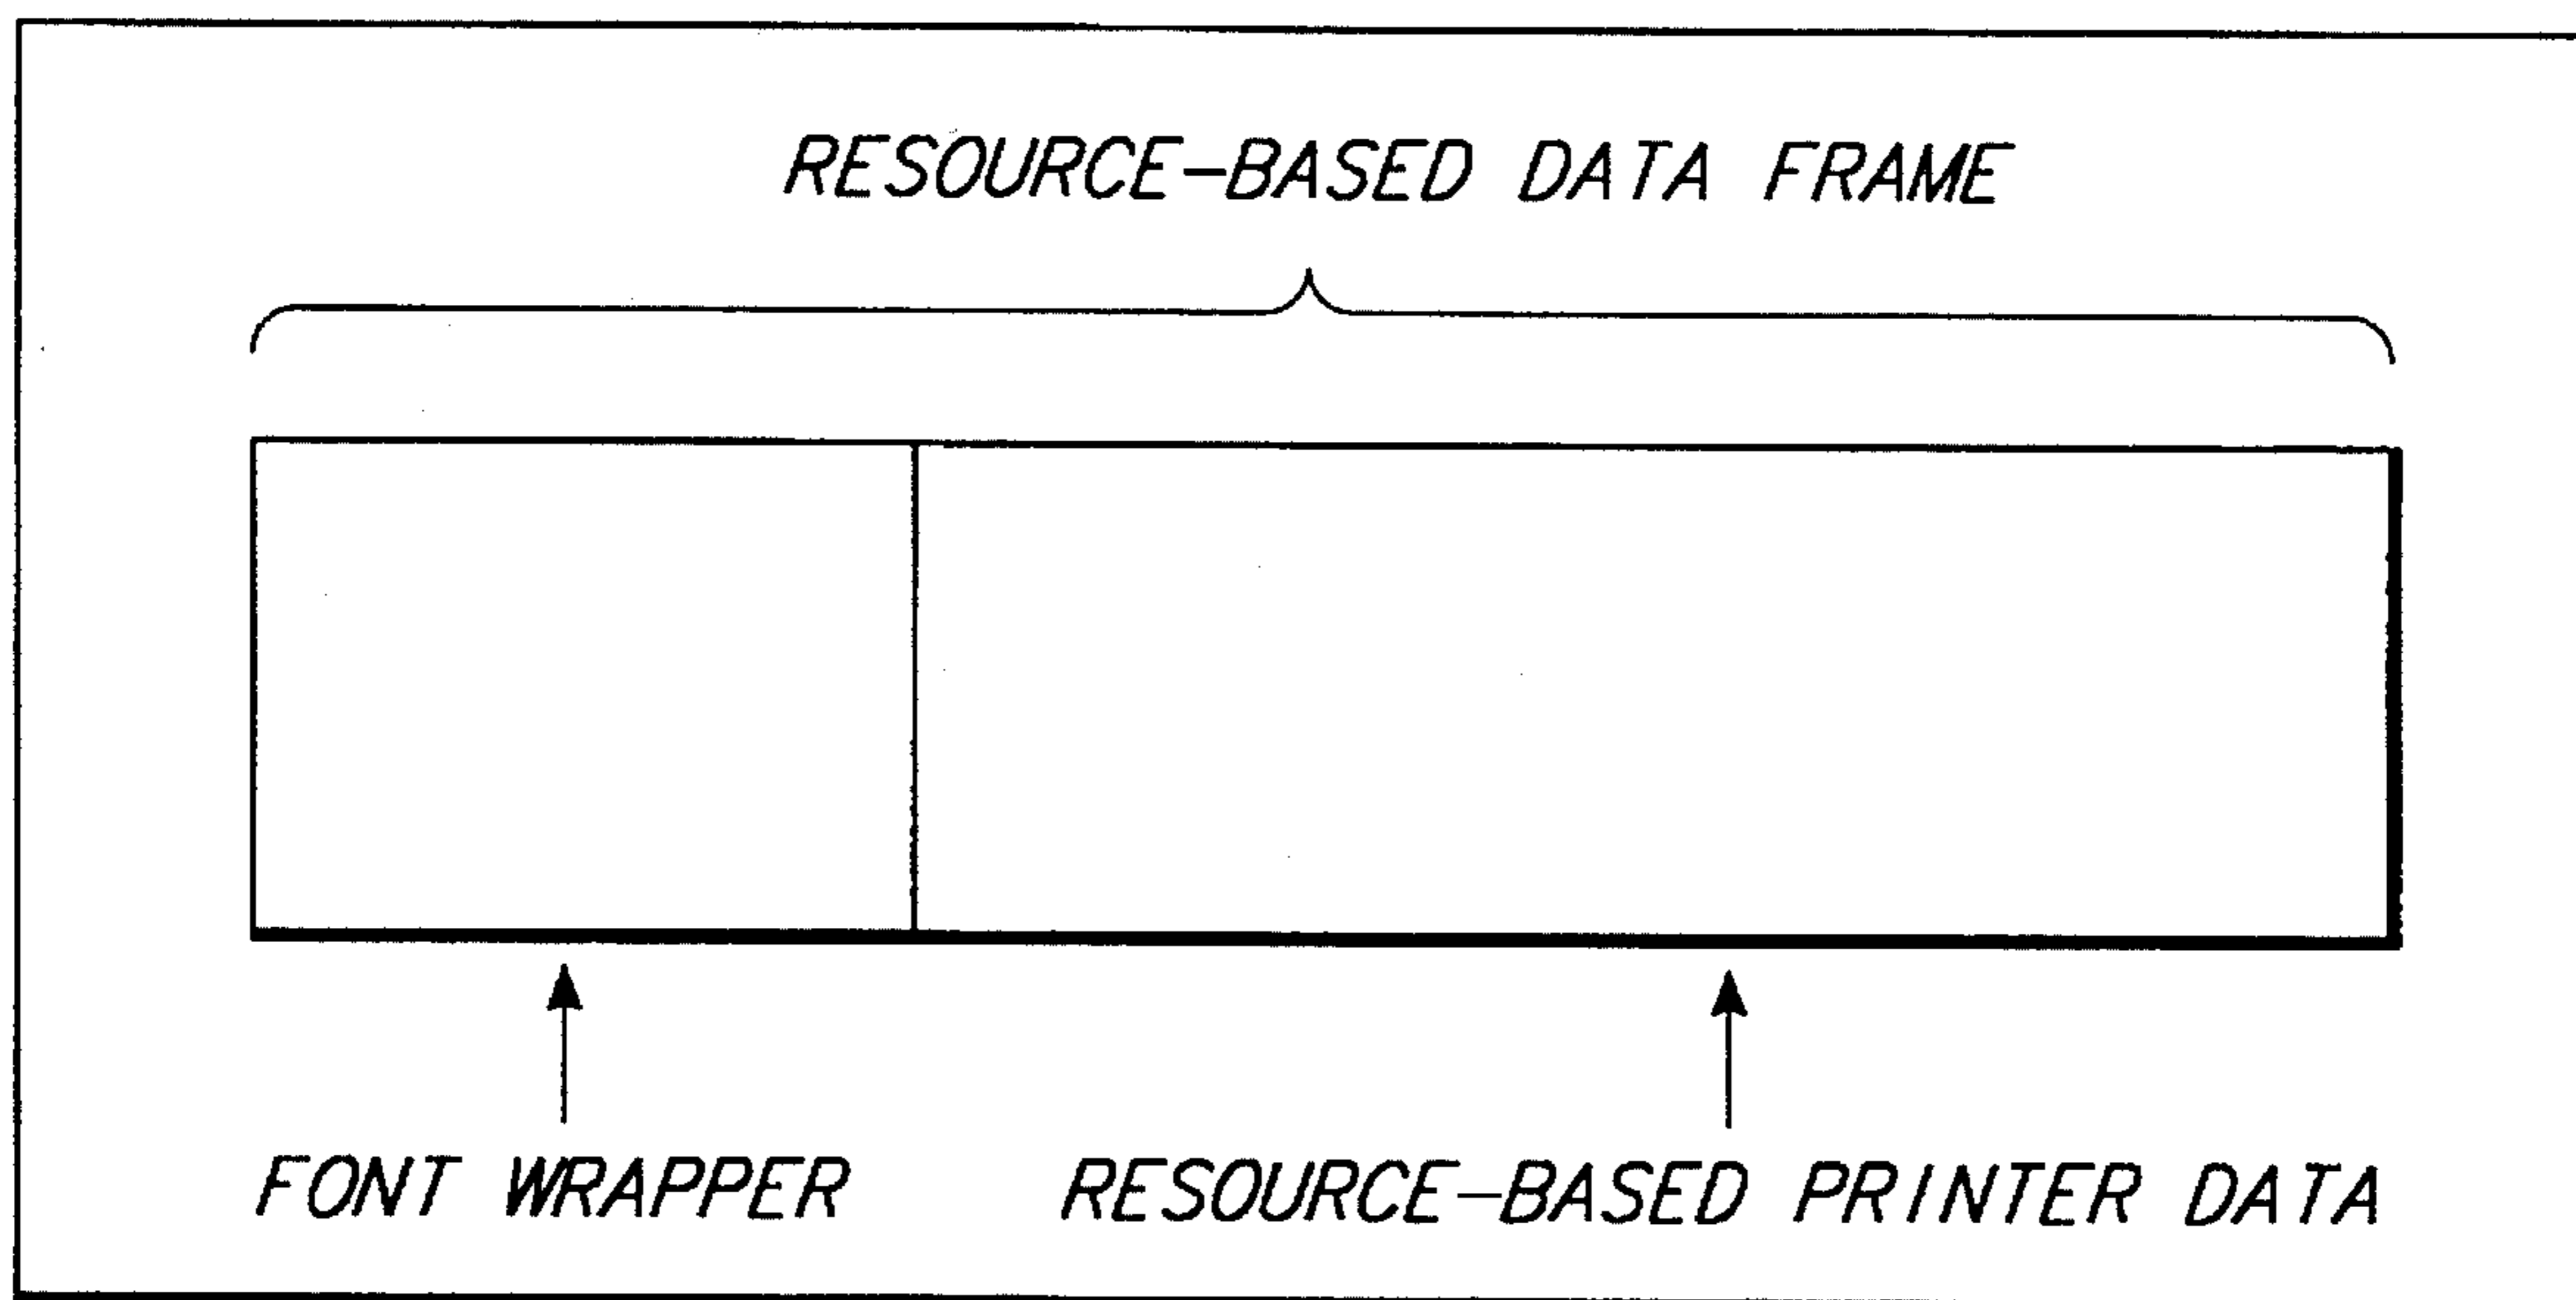 RESOURCE-BASED DATA FRAME
FONT WRAPPER
RESOURCE-BASED PRINTER DATA